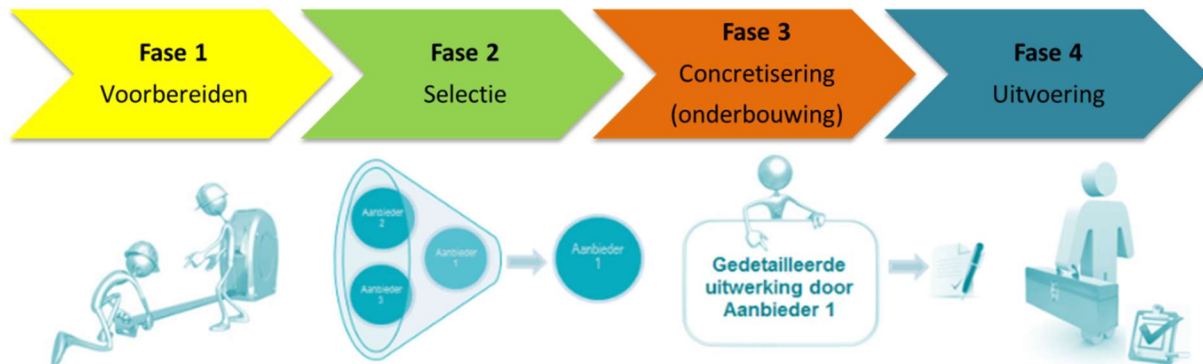 Fase 1
Voorbereiden
Fase 2
Selectie
Fase 3
Concretisering
(onderbouwing)
Fase 4
Uitvoering
Aanbieder
2
Aanbieder
1
Aanbieder
3
Aanbieder
1
Gedetailleerde
uitwerking door
Aanbieder 1